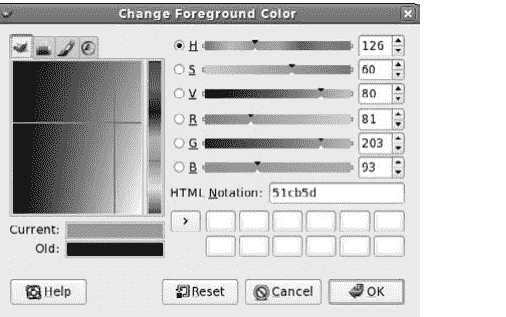 Change Foreground Color
H 126
S 60
V 80
R 81
G 203
B 93
HTML Notation: 51cb5d
Current:
Old:
Help Reset Cancel OK